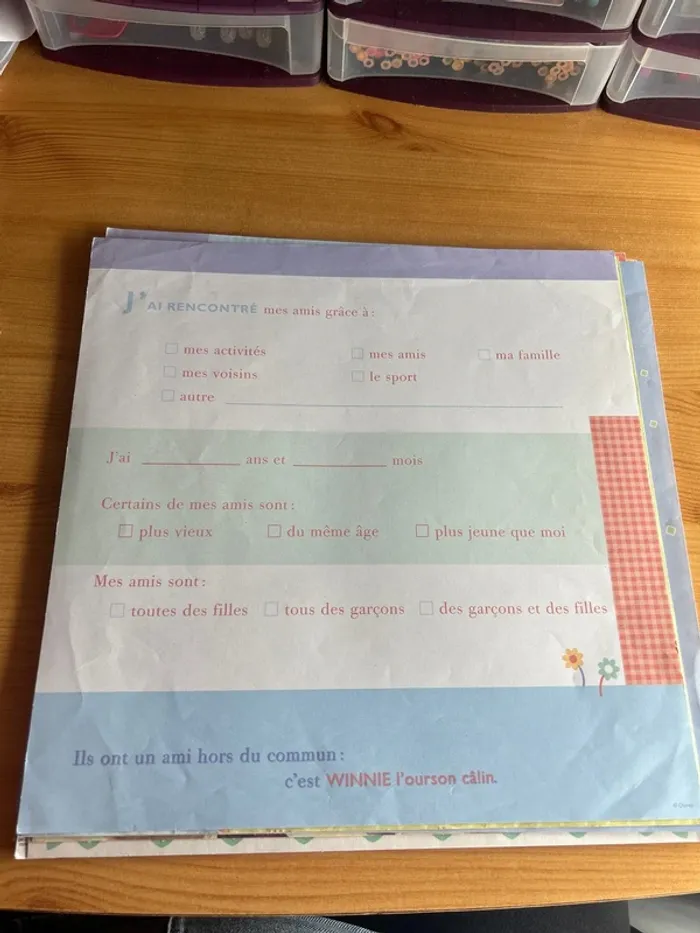 J'AI RENCONTRÉ mes amis grâce à :
mes activités mes amis ma famille
mes voisins le sport
autre
J'ai ans et mois
Certains de mes amis sont :
plus vieux du même âge plus jeune que moi
Mes amis sont :
toutes des filles tous des garçons des garçons et des filles
Ils ont un ami hors du commun :
c'est WINNIE l'ourson câlin.
© Disney